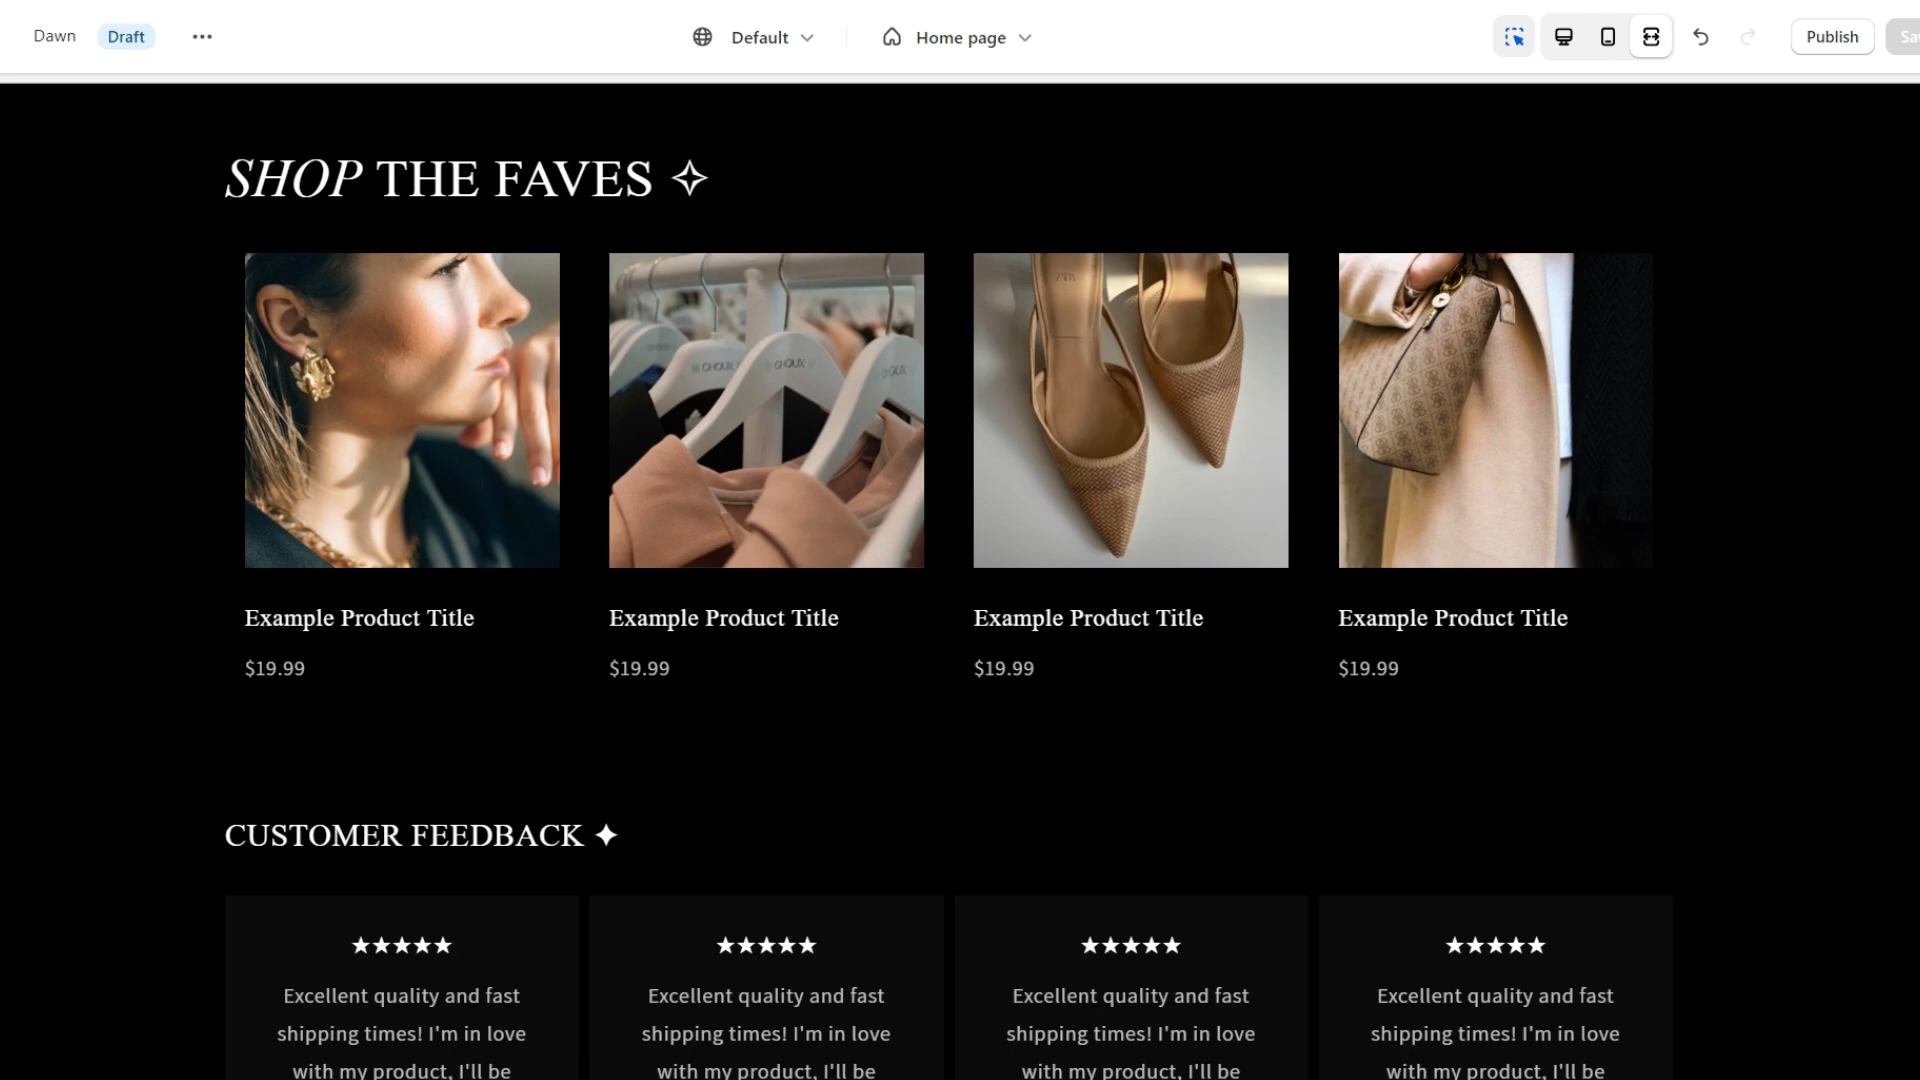 Dawn Draft ••• Default Home page Publish
SHOP THE FAVES ✧
CHOUX CHOUX
Example Product Title Example Product Title Example Product Title Example Product Title
$19.99 $19.99 $19.99 $19.99
CUSTOMER FEEDBACK ✦
★★★★★ ★★★★★ ★★★★★ ★★★★★
Excellent quality and fast Excellent quality and fast Excellent quality and fast Excellent quality and fast
shipping times! I'm in love shipping times! I'm in love shipping times! I'm in love shipping times! I'm in love
with my product, I'll be with my product, I'll be with my product, I'll be with my product, I'll be